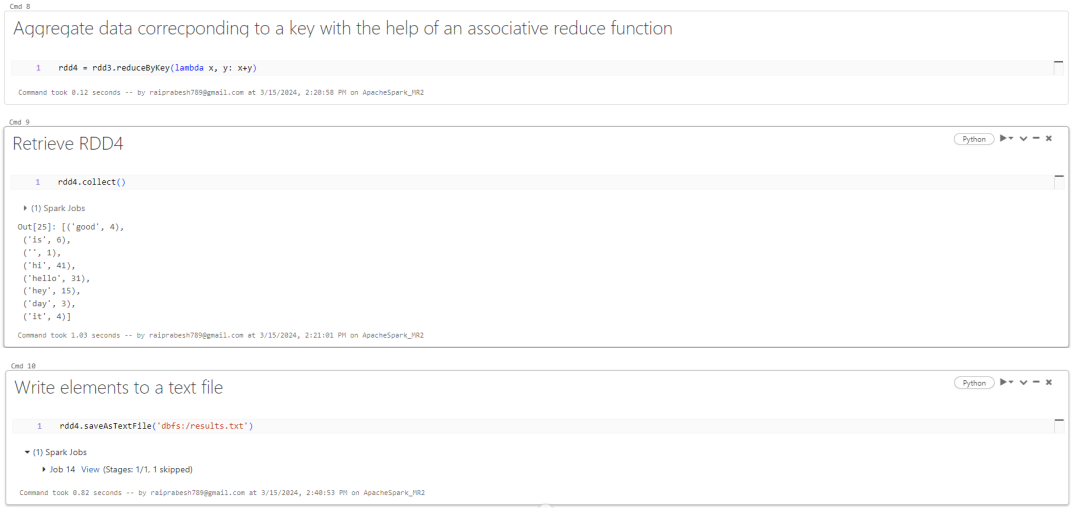 Cmd 8
Aggregate data correcponding to a key with the help of an associative reduce function
1 rdd4 = rdd3.reduceByKey(lambda x, y: x+y)
Command took 0.12 seconds -- by raiprabesh789@gmail.com at 3/15/2024, 2:20:58 PM on ApacheSpark_MR2
Cmd 9
Retrieve RDD4
Python
1 rdd4.collect()
(1) Spark Jobs
Out[25]: [('good', 4),
('is', 6),
('', 1),
('hi', 41),
('hello', 31),
('hey', 15),
('day', 3),
('it', 4)]
Command took 1.03 seconds -- by raiprabesh789@gmail.com at 3/15/2024, 2:21:01 PM on ApacheSpark_MR2
Cmd 10
Write elements to a text file
Python
1 rdd4.saveAsTextFile('dbfs:/results.txt')
(1) Spark Jobs
Job 14 View (Stages: 1/1, 1 skipped)
Command took 0.82 seconds -- by raiprabesh789@gmail.com at 3/15/2024, 2:40:53 PM on ApacheSpark_MR2